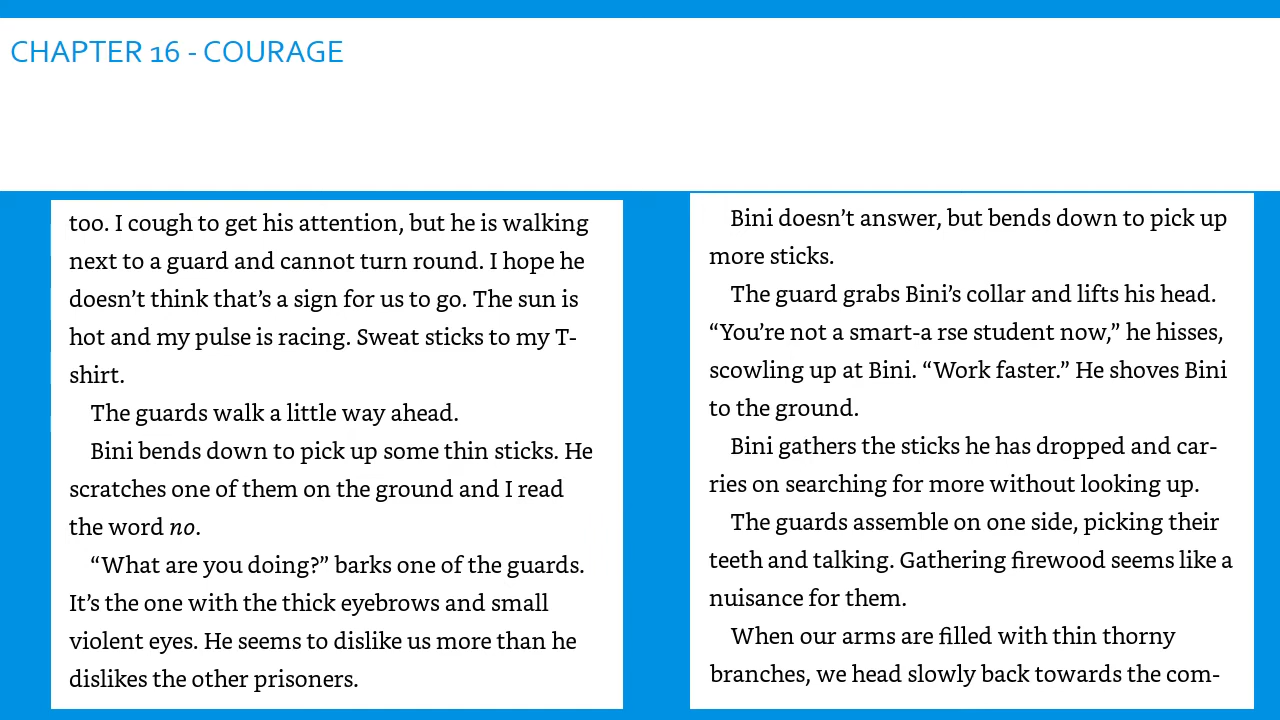 CHAPTER 16 - COURAGE
too. I cough to get his attention, but he is walking
next to a guard and cannot turn round. I hope he
doesn’t think that’s a sign for us to go. The sun is
hot and my pulse is racing. Sweat sticks to my T-
shirt.
The guards walk a little way ahead.
Bini bends down to pick up some thin sticks. He
scratches one of them on the ground and I read
the word no.
“What are you doing?” barks one of the guards.
It’s the one with the thick eyebrows and small
violent eyes. He seems to dislike us more than he
dislikes the other prisoners.
Bini doesn’t answer, but bends down to pick up
more sticks.
The guard grabs Bini’s collar and lifts his head.
“You’re not a smart-a rse student now,” he hisses,
scowling up at Bini. “Work faster.” He shoves Bini
to the ground.
Bini gathers the sticks he has dropped and car-
ries on searching for more without looking up.
The guards assemble on one side, picking their
teeth and talking. Gathering firewood seems like a
nuisance for them.
When our arms are filled with thin thorny
branches, we head slowly back towards the com-